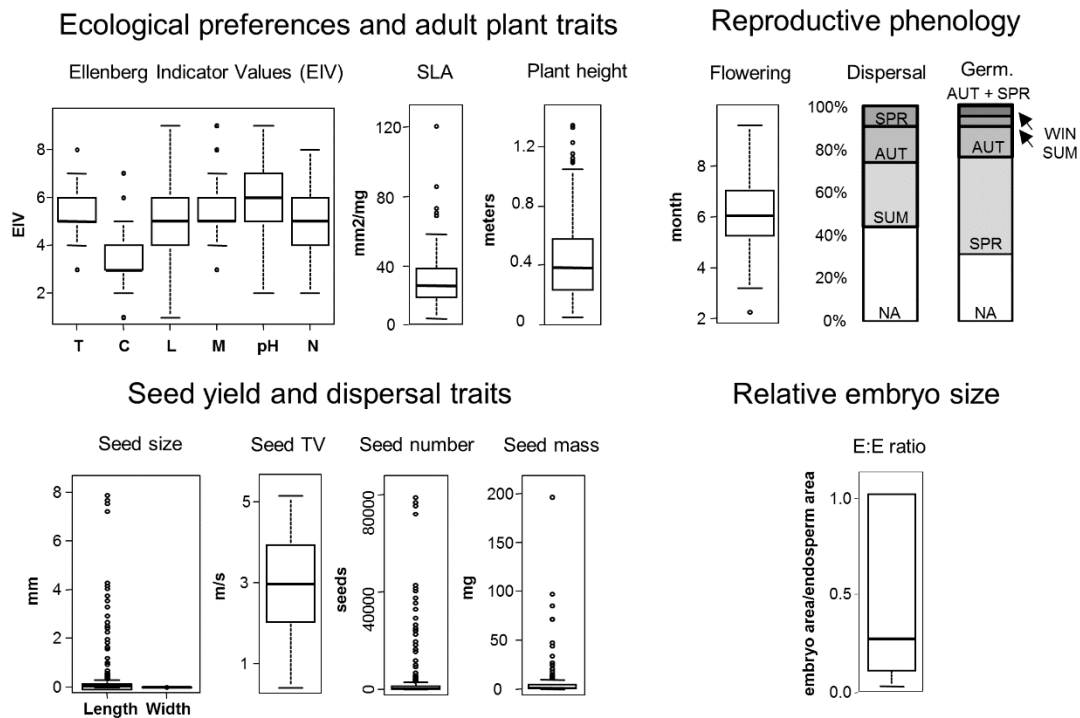 Ecological preferences and adult plant traits
Ellenberg Indicator Values (EIV)
EIV
8
6
4
2
T C L M pH N
SLA
mm2/mg
120
80
40
0
Plant height
meters
1.2
0.4
0
Reproductive phenology
Flowering
month
8
6
4
2
Dispersal
100%
80%
60%
40%
20%
0%
SPR
AUT
SUM
NA
Germ.
AUT + SPR
WIN
SUM
AUT
SPR
NA
Seed yield and dispersal traits
Seed size
mm
8
6
4
2
0
Length Width
Seed TV
m/s
5
3
1
Seed number
seeds
80000
40000
0
Seed mass
mg
200
150
100
50
0
Relative embryo size
E:E ratio
embryo area/endosperm area
1.0
0.5
0.0